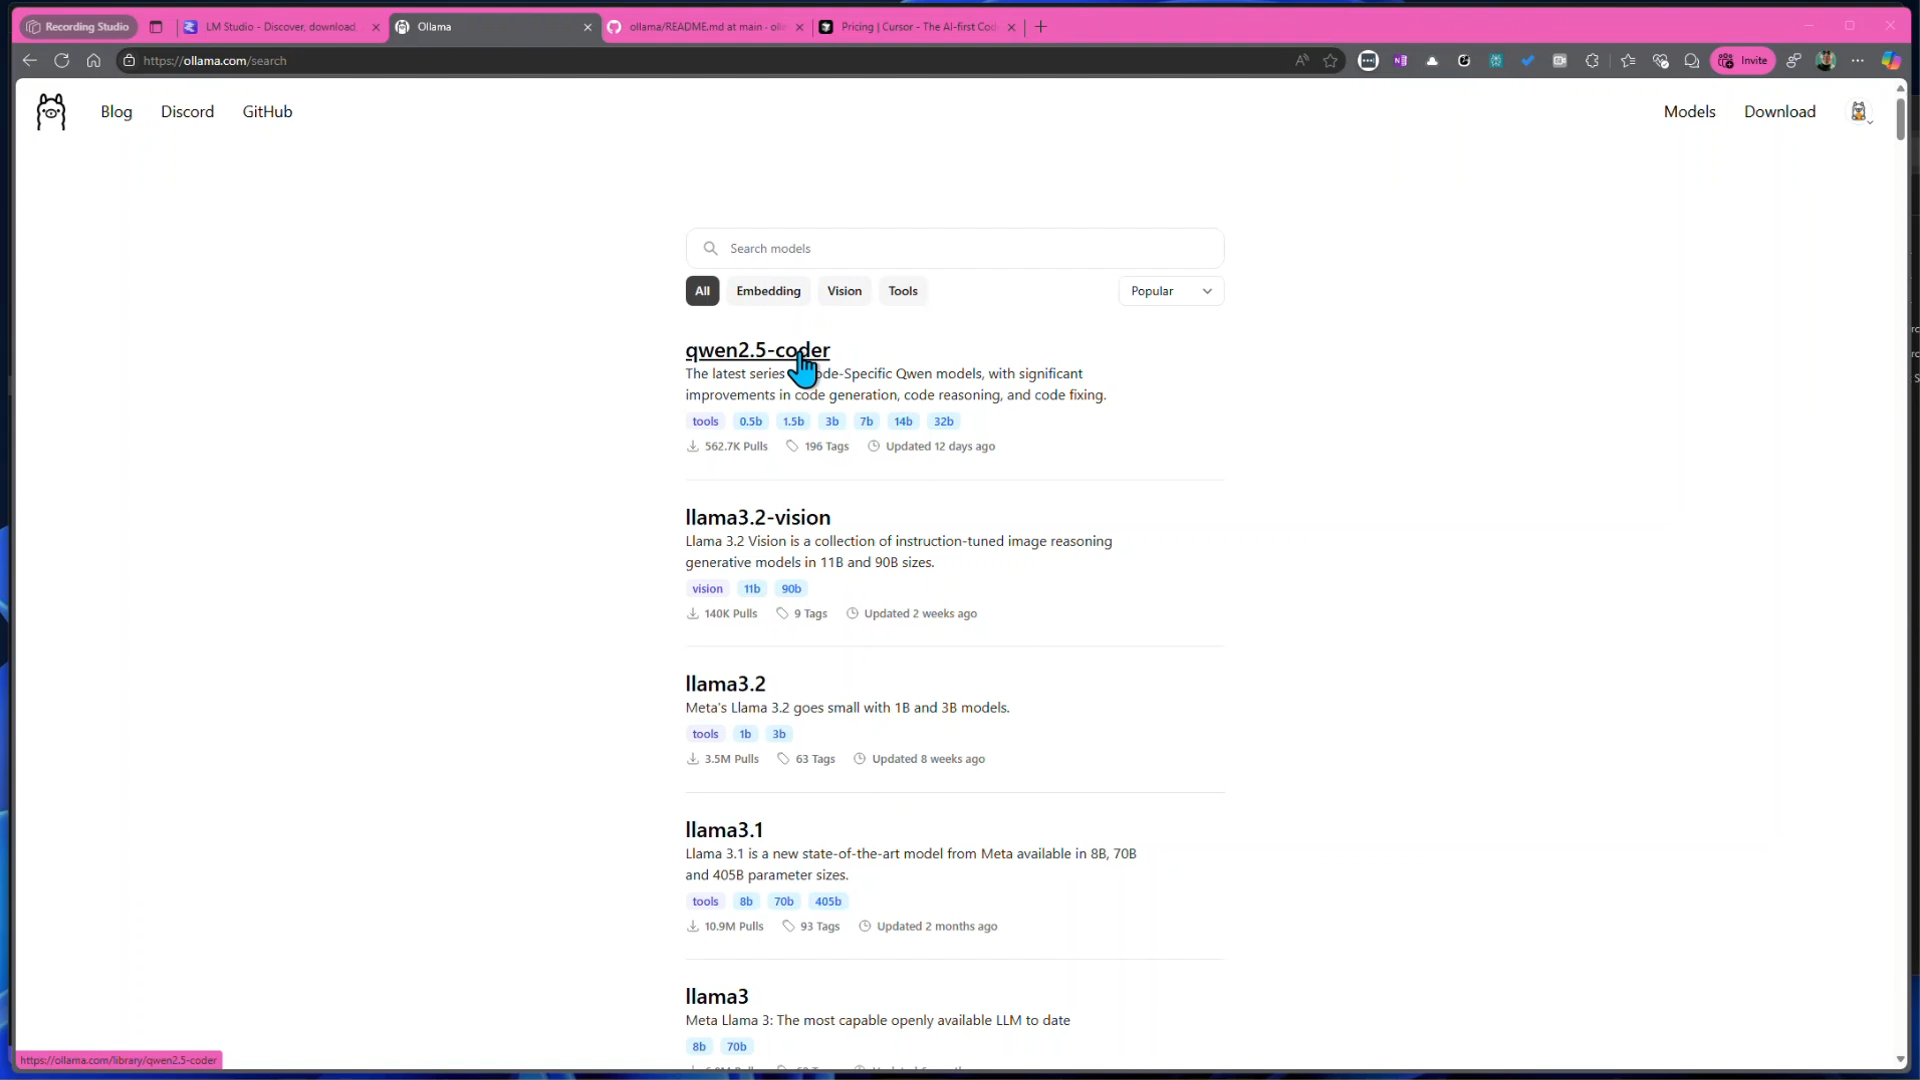 Recording Studio
LM Studio - Discover, download,
Ollama
ollama/README.md at main · oll
Pricing | Cursor - The AI-first Cod
https://ollama.com/search
Invite
Blog
Discord
GitHub
Models
Download
Search models
All
Embedding
Vision
Tools
Popular
qwen2.5-coder
The latest series
de-Specific Qwen models, with significant
improvements in code generation, code reasoning, and code fixing.
tools 0.5b 1.5b 3b 7b 14b 32b
562.7K Pulls 196 Tags Updated 12 days ago
llama3.2-vision
Llama 3.2 Vision is a collection of instruction-tuned image reasoning
generative models in 11B and 90B sizes.
vision 11b 90b
140K Pulls 9 Tags Updated 2 weeks ago
llama3.2
Meta's Llama 3.2 goes small with 1B and 3B models.
tools 1b 3b
3.5M Pulls 63 Tags Updated 8 weeks ago
llama3.1
Llama 3.1 is a new state-of-the-art model from Meta available in 8B, 70B
and 405B parameter sizes.
tools 8b 70b 405b
10.9M Pulls 93 Tags Updated 2 months ago
llama3
Meta Llama 3: The most capable openly available LLM to date
8b 70b
https://ollama.com/library/qwen2.5-coder